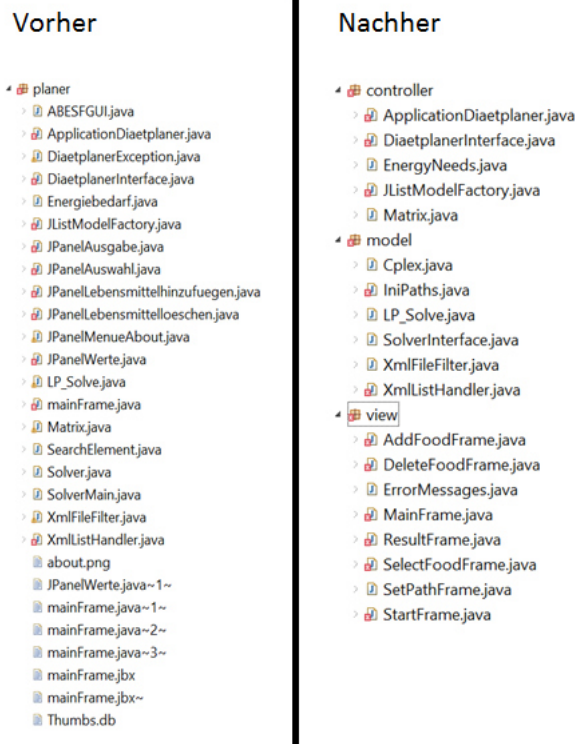 Vorher
planer
ABESFGUI.java
ApplicationDiaetplaner.java
DiaetplanerException.java
DiaetplanerInterface.java
Energiebedarf.java
JListModelFactory.java
JPanelAusgabe.java
JPanelAuswahl.java
JPanelLebensmittelhinzufuegen.java
JPanelLebensmittelloeschen.java
JPanelMenueAbout.java
JPanelWerte.java
LP_Solve.java
mainFrame.java
Matrix.java
SearchElement.java
Solver.java
SolverMain.java
XmlFileFilter.java
XmlListHandler.java
about.png
JPanelWerte.java~1~
mainFrame.java~1~
mainFrame.java~2~
mainFrame.java~3~
mainFrame.jbx
mainFrame.jbx~
Thumbs.db
Nachher
controller
ApplicationDiaetplaner.java
DiaetplanerInterface.java
EnergyNeeds.java
JListModelFactory.java
Matrix.java
model
Cplex.java
IniPaths.java
LP_Solve.java
SolverInterface.java
XmlFileFilter.java
XmlListHandler.java
view
AddFoodFrame.java
DeleteFoodFrame.java
ErrorMessages.java
MainFrame.java
ResultFrame.java
SelectFoodFrame.java
SetPathFrame.java
StartFrame.java